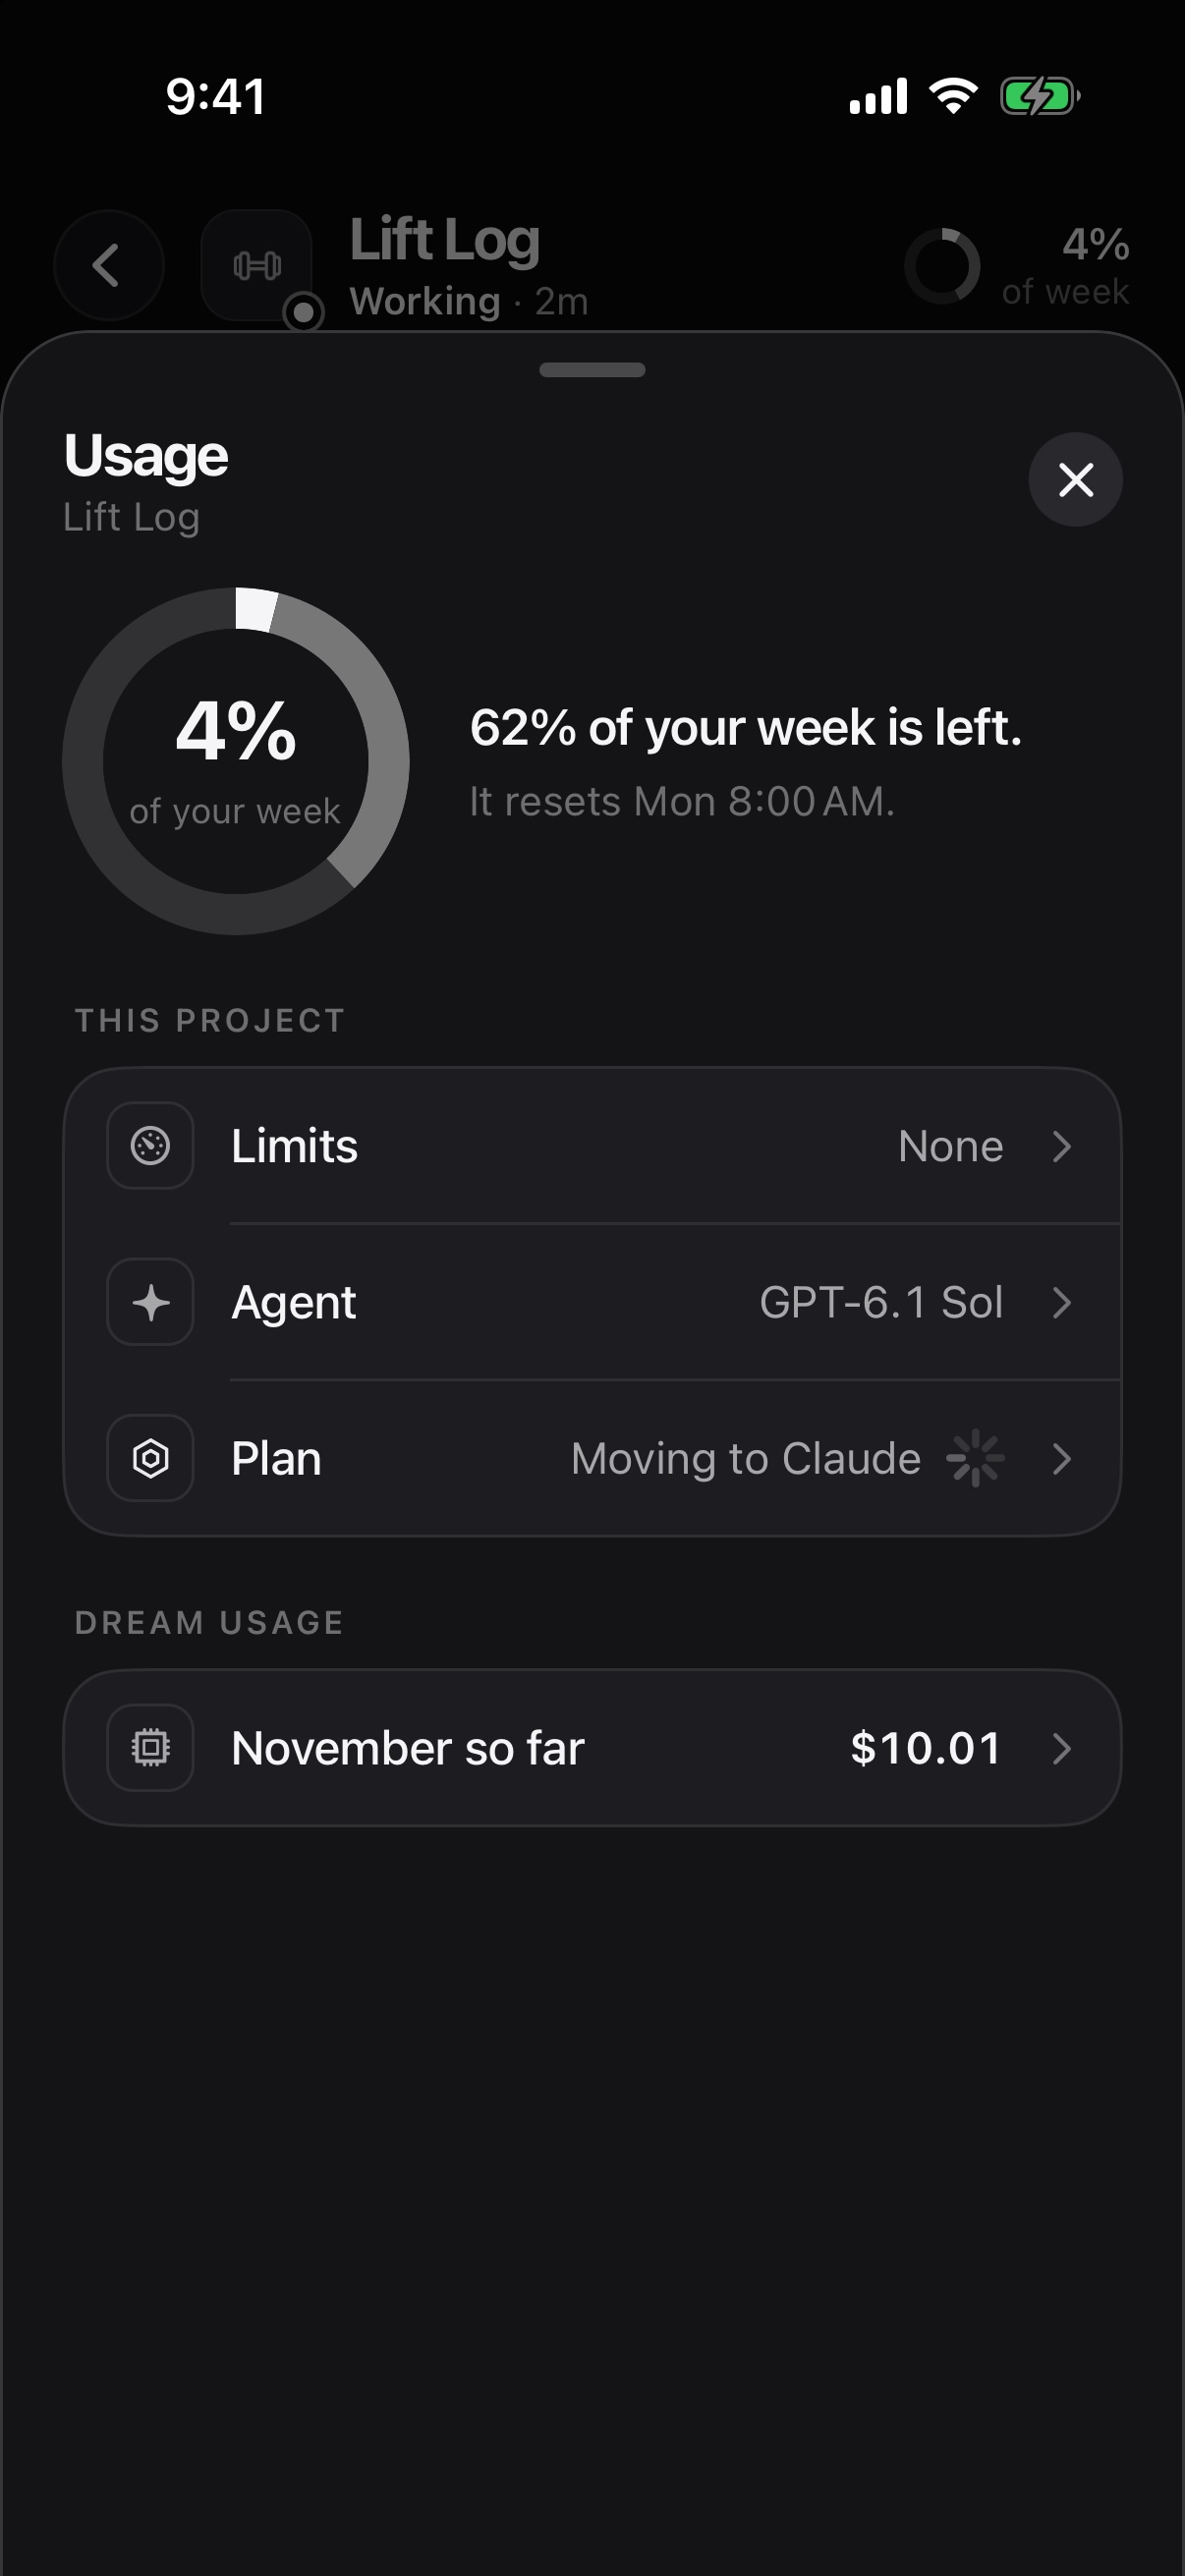 9:41
Lift Log
Working · 2m
4%
of week
Usage
Lift Log
4%
of your week
62% of your week is left.
It resets Mon 8:00 AM.
THIS PROJECT
Limits
None
Agent
GPT-6.1 Sol
Plan
Moving to Claude
DREAM USAGE
November so far
$10.01